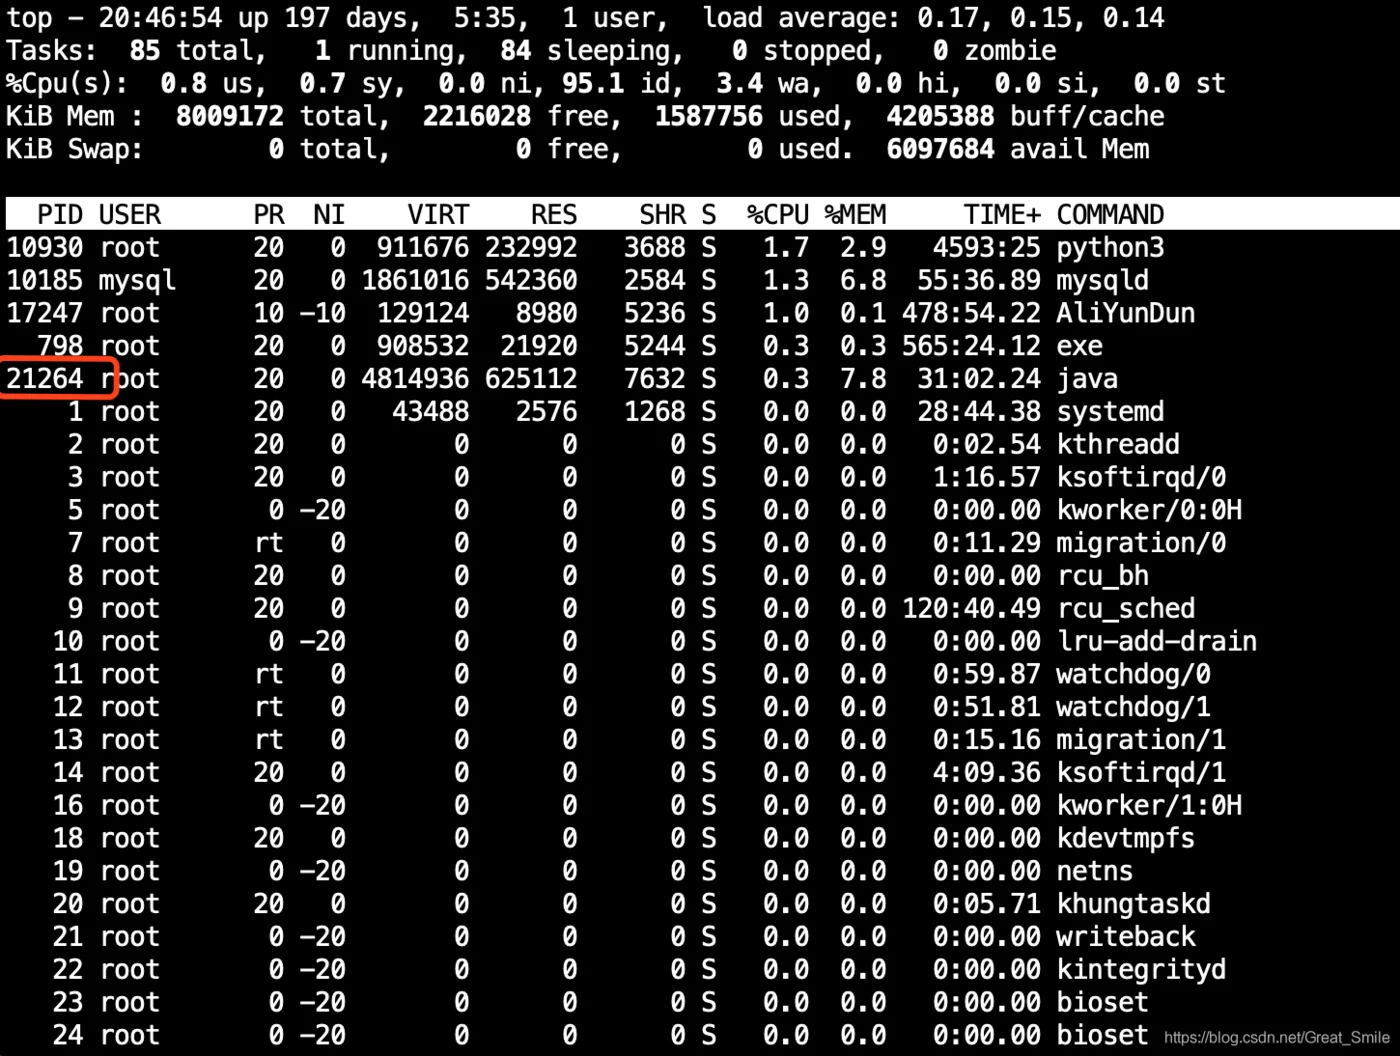 top - 20:46:54 up 197 days,  5:35,  1 user,  load average: 0.17, 0.15, 0.14
Tasks:  85 total,   1 running,  84 sleeping,   0 stopped,   0 zombie
%Cpu(s):  0.8 us,  0.7 sy,  0.0 ni, 95.1 id,  3.4 wa,  0.0 hi,  0.0 si,  0.0 st
KiB Mem :  8009172 total,  2216028 free,  1587756 used,  4205388 buff/cache
KiB Swap:        0 total,        0 free,        0 used.  6097684 avail Mem
PID USER PR NI VIRT RES SHR S %CPU %MEM TIME+ COMMAND
10930 root 20 0 911676 232992 3688 S 1.7 2.9 4593:25 python3
10185 mysql 20 0 1861016 542360 2584 S 1.3 6.8 55:36.89 mysqld
17247 root 10 -10 129124 8980 5236 S 1.0 0.1 478:54.22 AliYunDun
798 root 20 0 908532 21920 5244 S 0.3 0.3 565:24.12 exe
21264 root 20 0 4814936 625112 7632 S 0.3 7.8 31:02.24 java
1 root 20 0 43488 2576 1268 S 0.0 0.0 28:44.38 systemd
2 root 20 0 0 0 0 S 0.0 0.0 0:02.54 kthreadd
3 root 20 0 0 0 0 S 0.0 0.0 1:16.57 ksoftirqd/0
5 root 0 -20 0 0 0 S 0.0 0.0 0:00.00 kworker/0:0H
7 root rt 0 0 0 0 S 0.0 0.0 0:11.29 migration/0
8 root 20 0 0 0 0 S 0.0 0.0 0:00.00 rcu_bh
9 root 20 0 0 0 0 S 0.0 0.0 120:40.49 rcu_sched
10 root 0 -20 0 0 0 S 0.0 0.0 0:00.00 lru-add-drain
11 root rt 0 0 0 0 S 0.0 0.0 0:59.87 watchdog/0
12 root rt 0 0 0 0 S 0.0 0.0 0:51.81 watchdog/1
13 root rt 0 0 0 0 S 0.0 0.0 0:15.16 migration/1
14 root 20 0 0 0 0 S 0.0 0.0 4:09.36 ksoftirqd/1
16 root 0 -20 0 0 0 S 0.0 0.0 0:00.00 kworker/1:0H
18 root 20 0 0 0 0 S 0.0 0.0 0:00.00 kdevtmpfs
19 root 0 -20 0 0 0 S 0.0 0.0 0:00.00 netns
20 root 20 0 0 0 0 S 0.0 0.0 0:05.71 khungtaskd
21 root 0 -20 0 0 0 S 0.0 0.0 0:00.00 writeback
22 root 0 -20 0 0 0 S 0.0 0.0 0:00.00 kintegrityd
23 root 0 -20 0 0 0 S 0.0 0.0 0:00.00 bioset
24 root 0 -20 0 0 0 S 0.0 0.0 0:00.00 bioset
https://blog.csdn.net/Great_Smile